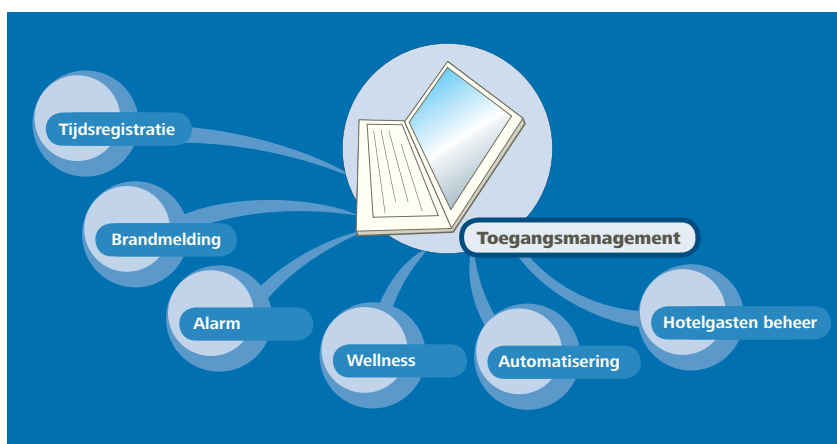 Tijdsregistratie
Brandmelding
Alarm
Wellness
Automatisering
Hotelgasten beheer
Toegangsmanagement